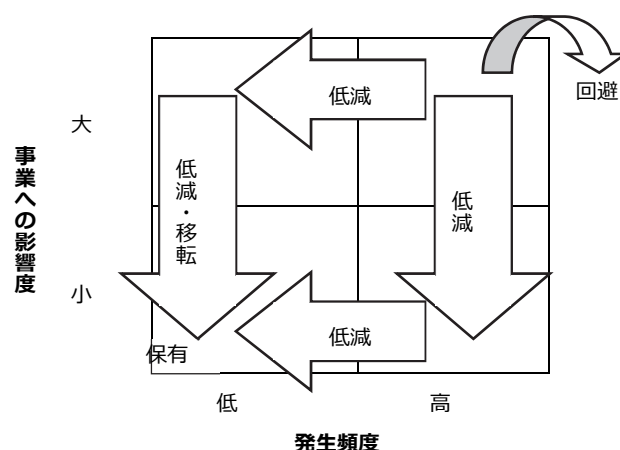 回避
低減
大
事業への影響度
低減・移転
低減
小
低減
保有
低
高
発生頻度